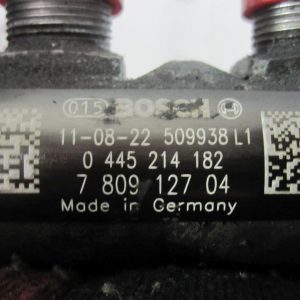 015 BOSCH
11-08-22 509938 L1
0 445 214 182
7 809 127 04
Made in Germany